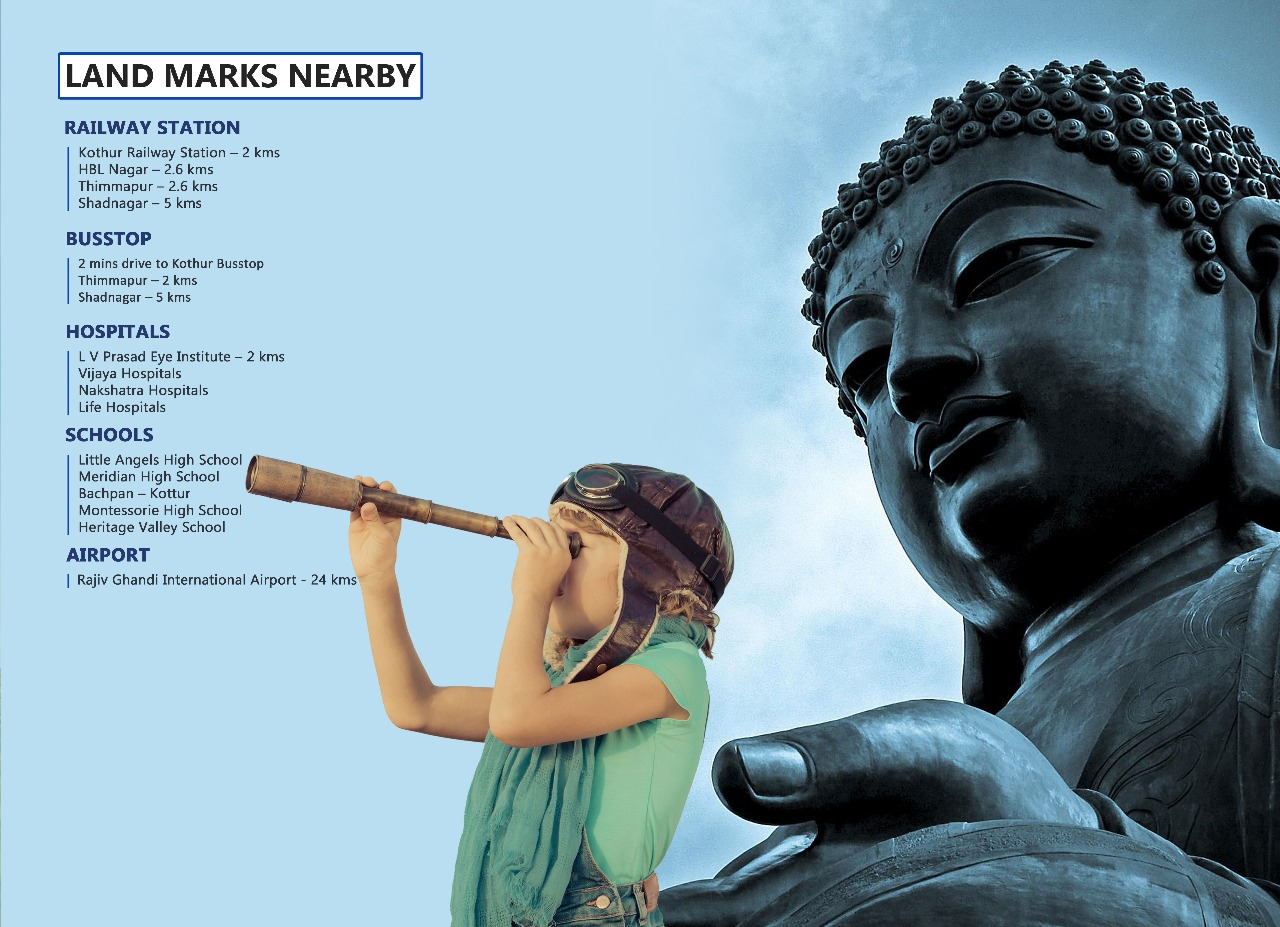 LAND MARKS NEARBY
RAILWAY STATION
Kothur Railway Station – 2 kms
HBL Nagar – 2.6 kms
Thimmapur – 2.6 kms
Shadnagar – 5 kms
BUSSTOP
2 mins drive to Kothur Busstop
Thimmapur – 2 kms
Shadnagar – 5 kms
HOSPITALS
L V Prasad Eye Institute – 2 kms
Vijaya Hospitals
Nakshatra Hospitals
Life Hospitals
SCHOOLS
Little Angels High School
Meridian High School
Bachpan – Kottur
Montessorie High School
Heritage Valley School
AIRPORT
Rajiv Ghandi International Airport - 24 kms